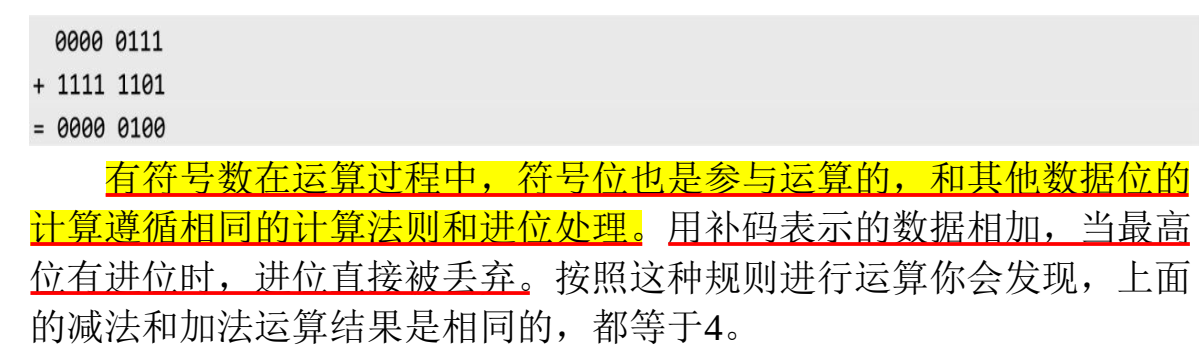 0000 0111
+ 1111 1101
= 0000 0100
有符号数在运算过程中，符号位也是参与运算的，和其他数据位的
计算遵循相同的计算法则和进位处理。用补码表示的数据相加，当最高
位有进位时，进位直接被丢弃。按照这种规则进行运算你会发现，上面
的减法和加法运算结果是相同的，都等于4。